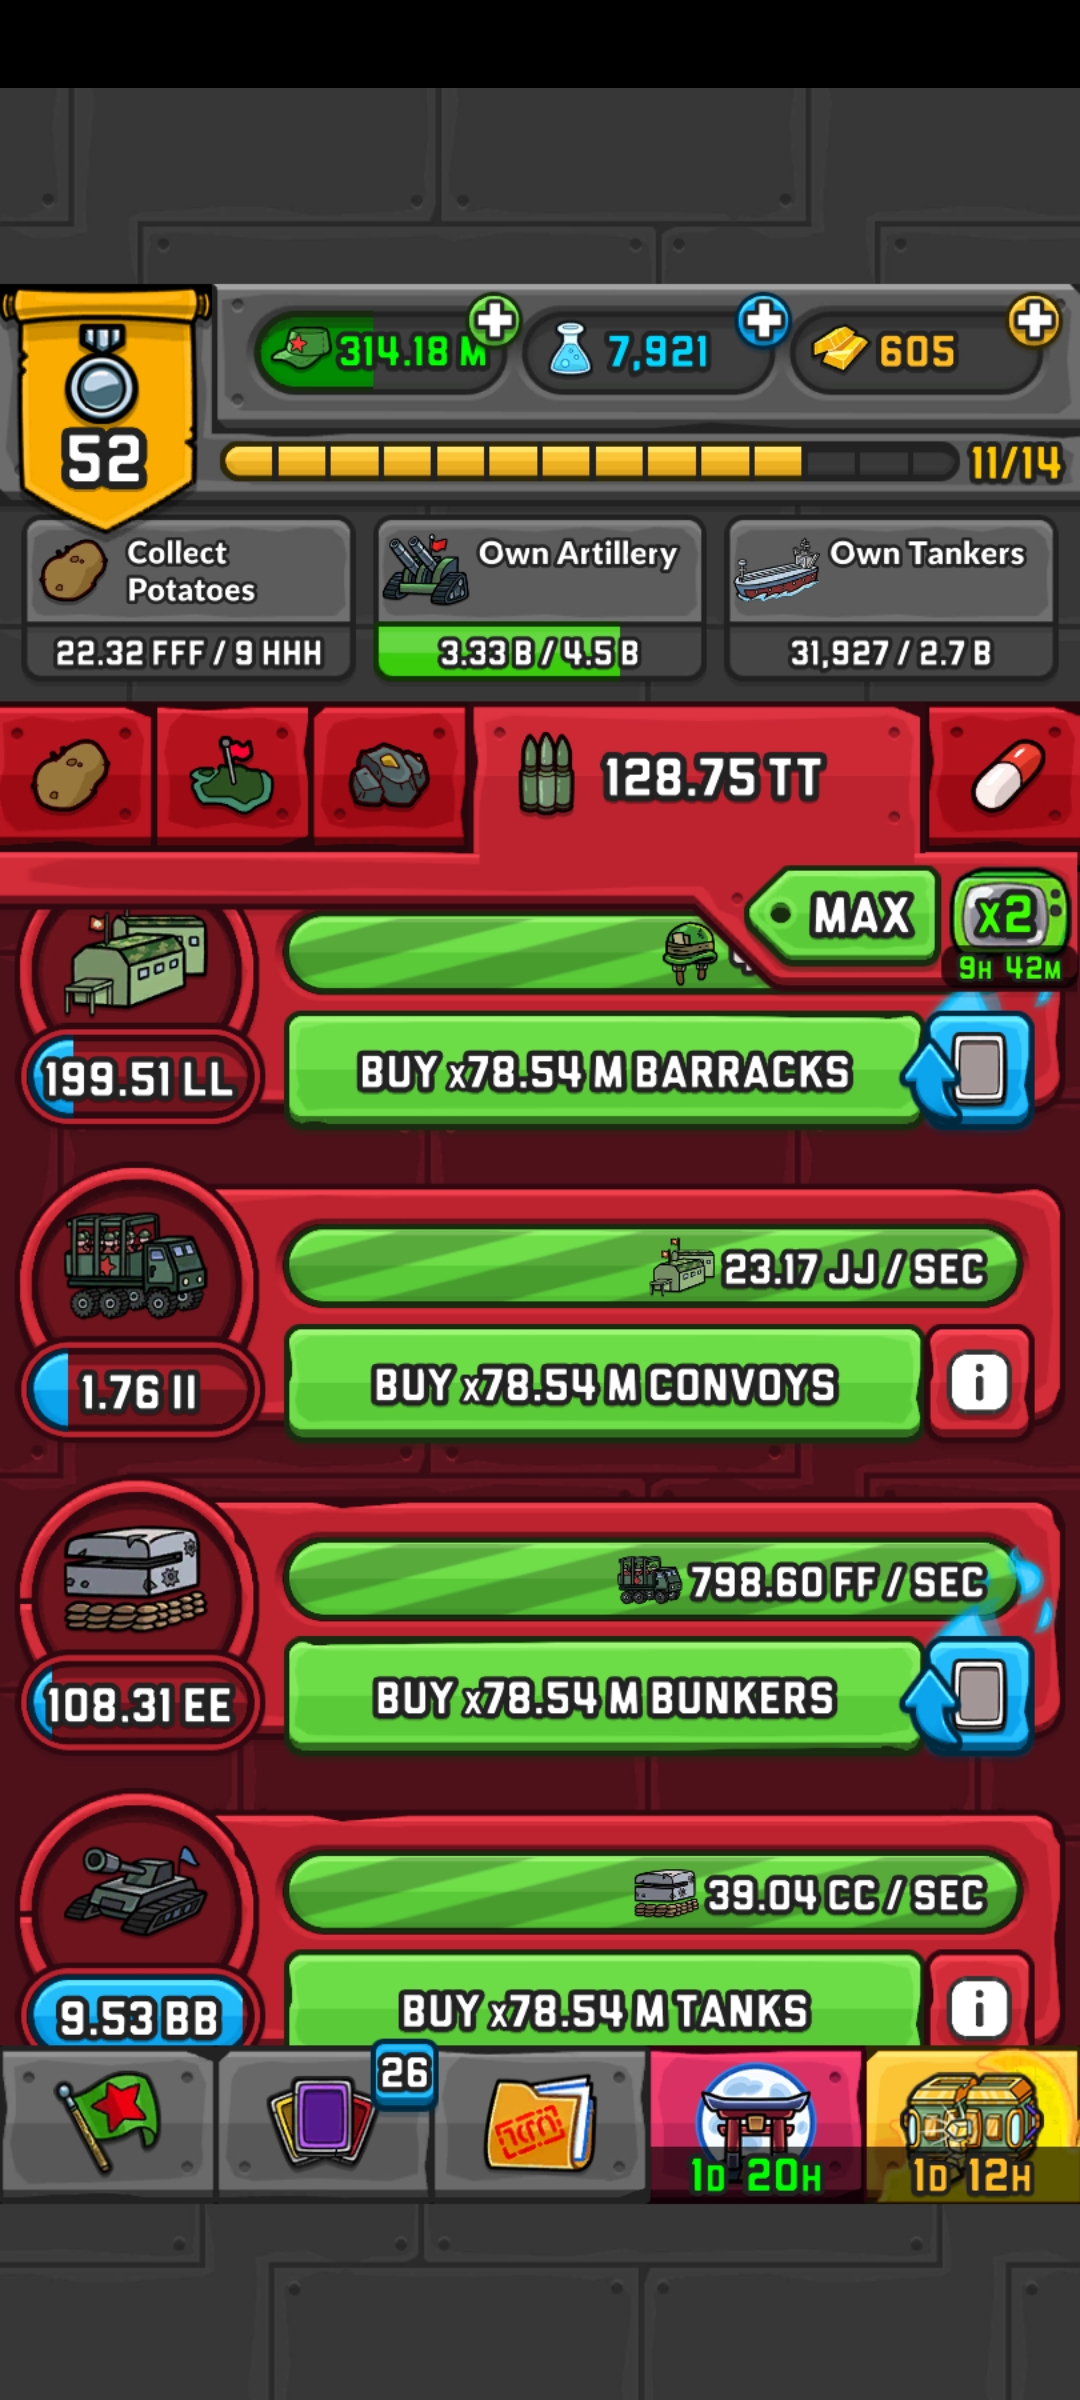 52
314.18 M
7,921
605
11/14
Collect
Potatoes
22.32 FFF / 9 HHH
Own Artillery
3.33 B / 4.5 B
Own Tankers
31,927 / 2.7 B
128.75 TT
MAX
x2
9H 42M
199.51 LL
BUY x78.54 M BARRACKS
23.17 JJ / SEC
1.76 II
BUY x78.54 M CONVOYS
i
798.60 FF / SEC
108.31 EE
BUY x78.54 M BUNKERS
39.04 CC / SEC
9.53 BB
BUY x78.54 M TANKS
i
26
1D 20H
1D 12H